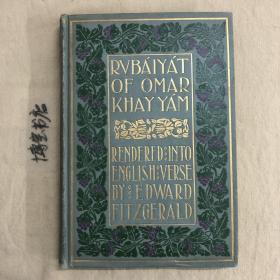 RVBÁIYÁT
OF OMAR
KHAYYÁM
RENDERED INTO
ENGLISH VERSE
BY EDWARD
FITZGERALD